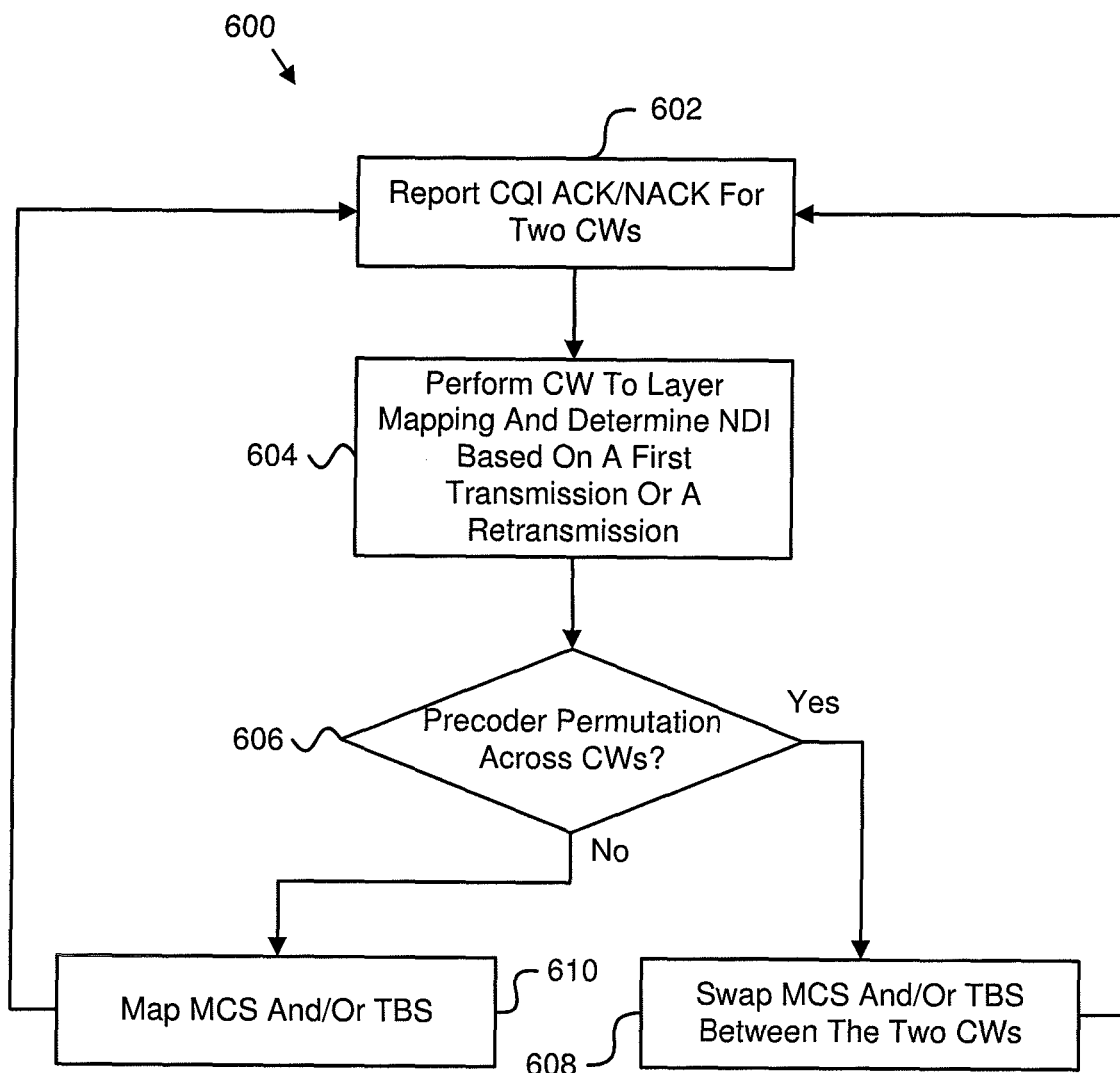 600
602
Report CQI ACK/NACK For
Two CWs
Perform CW To Layer
Mapping And Determine NDI
Based On A First
Transmission Or A
Retransmission
604
Precoder Permutation
Across CWs?
606
Yes
No
Map MCS And/Or TBS
610
Swap MCS And/Or TBS
Between The Two CWs
608